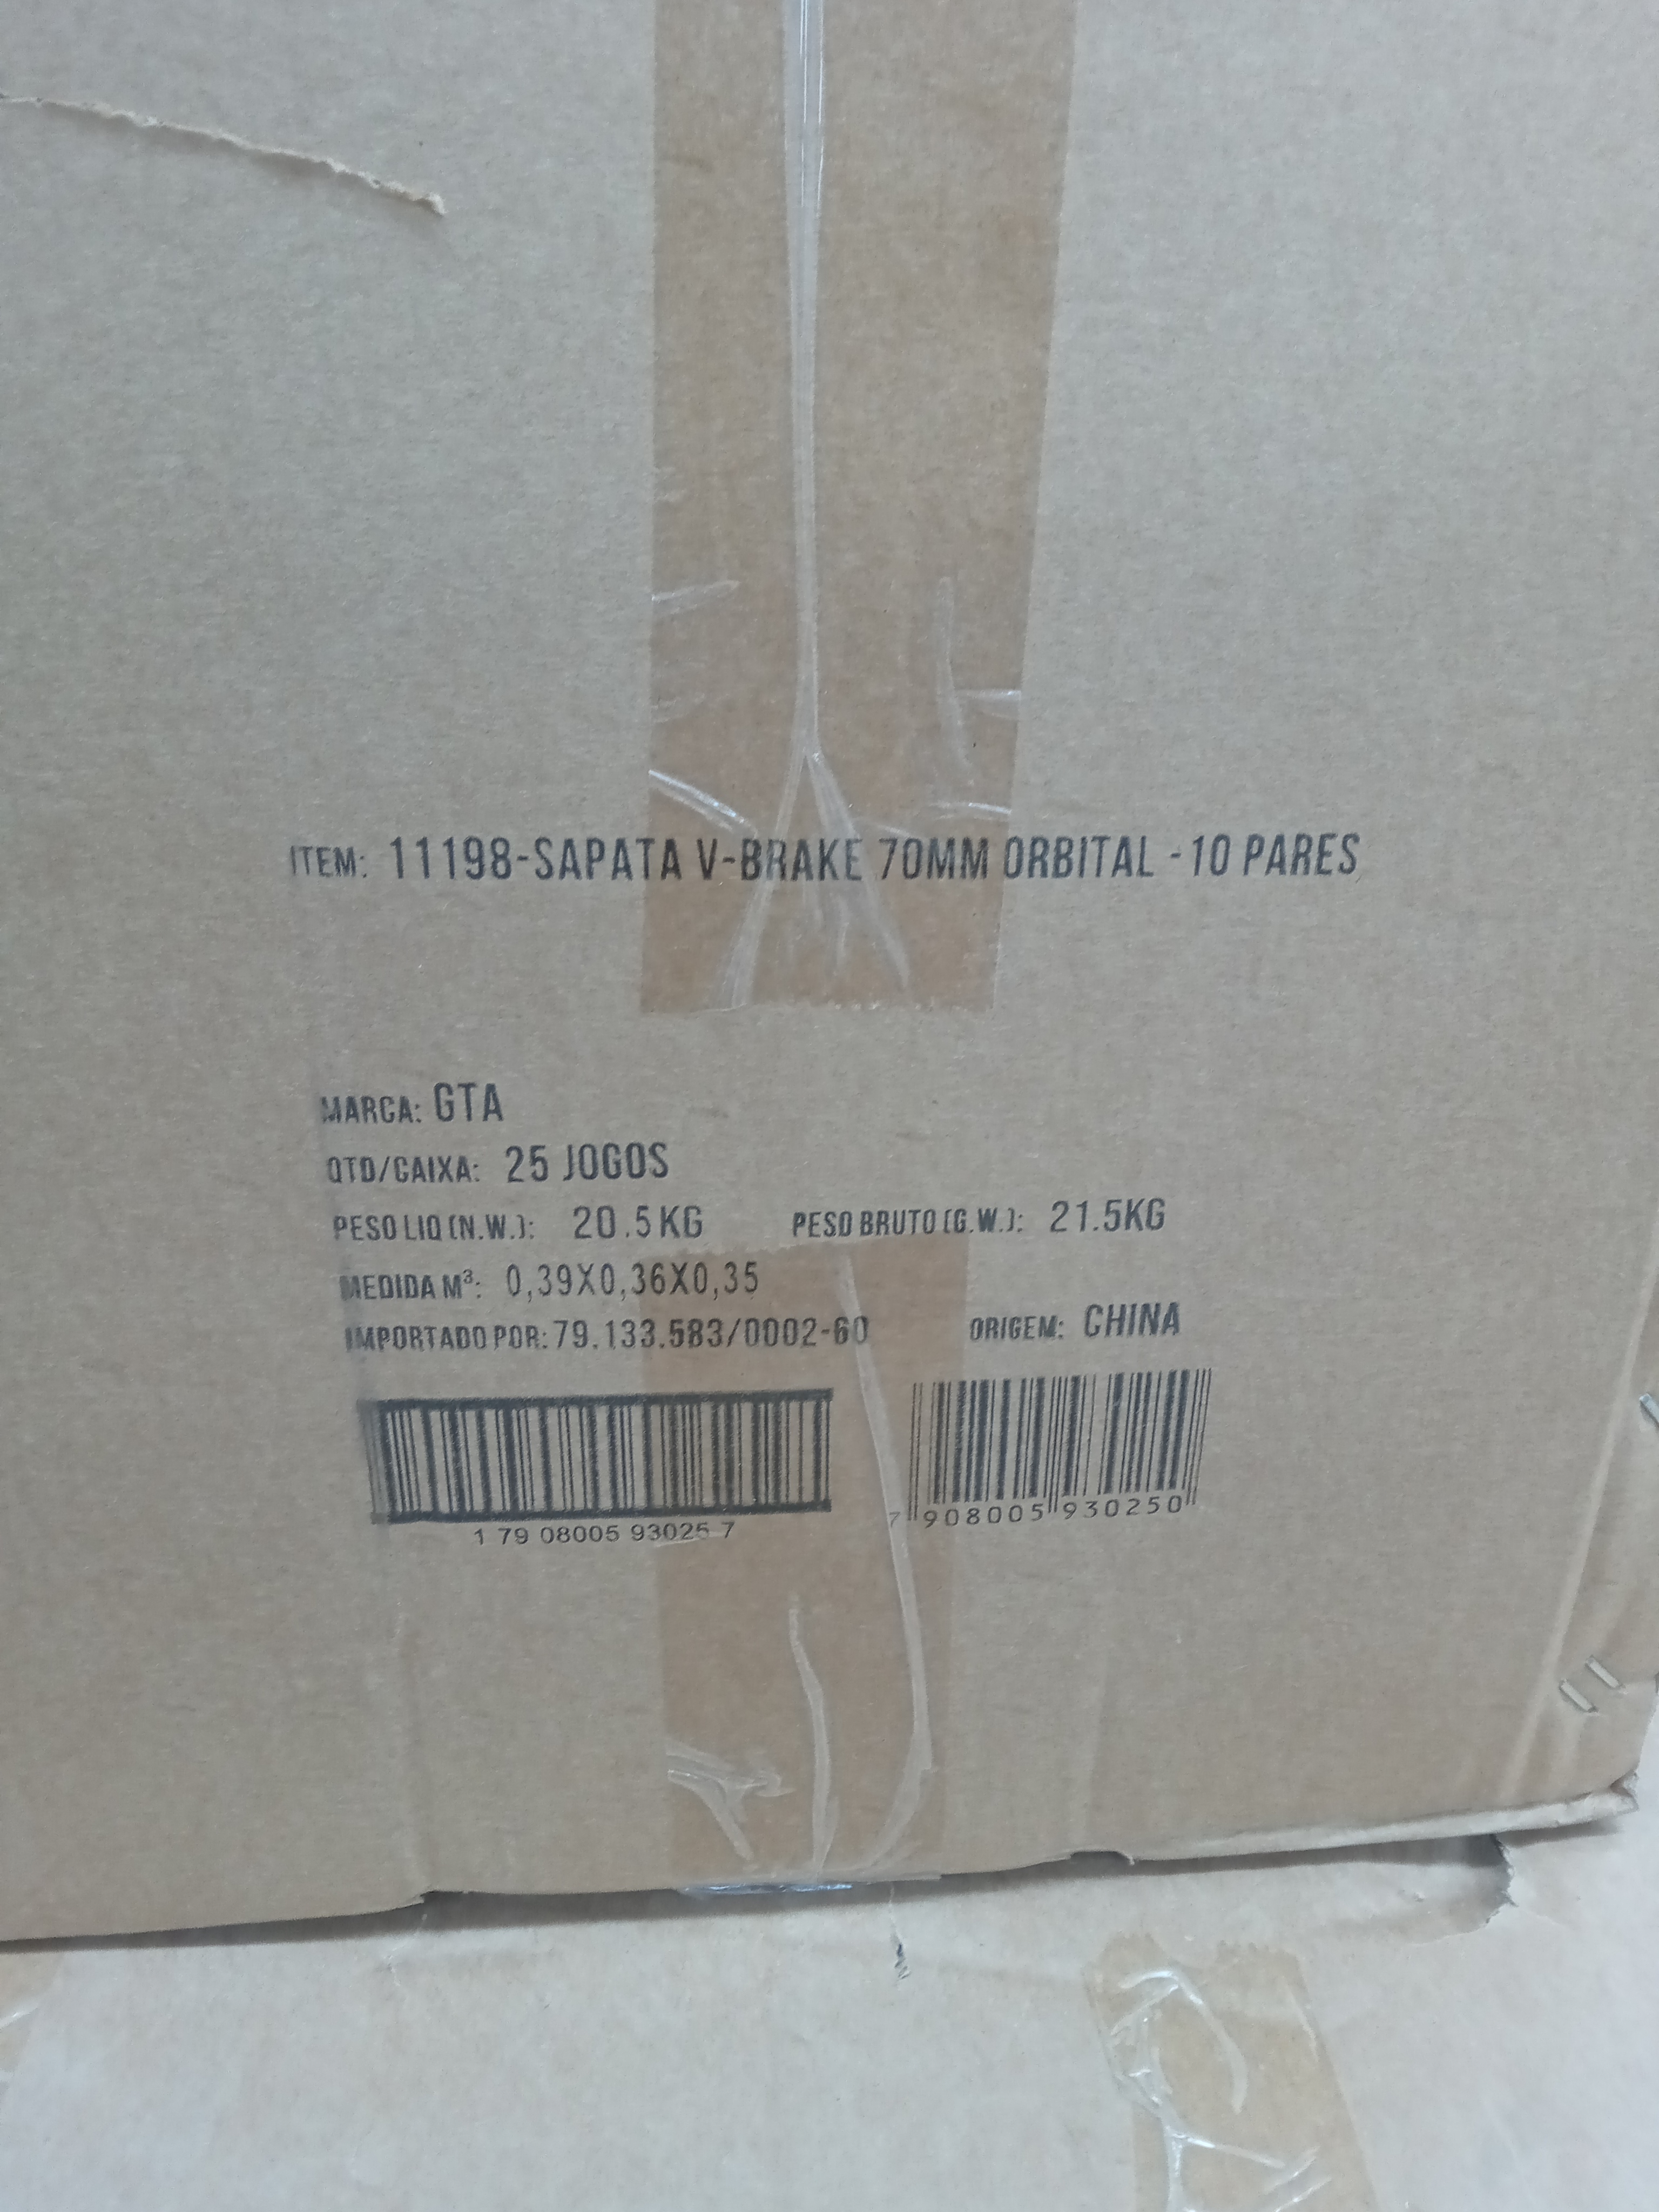 ITEM: 11198-SAPATA V-BRAKE 70MM ORBITAL -10 PARES
MARCA: GTA
QTD/CAIXA: 25 JOGOS
PESO LIQ (N.W.): 20.5KG PESO BRUTO (G.W.): 21.5KG
MEDIDA M³: 0,39X0,36X0,35
IMPORTADO POR: 79.133.583/0002-60 ORIGEM: CHINA
1 79 08005 93025 7 7 908005 930250